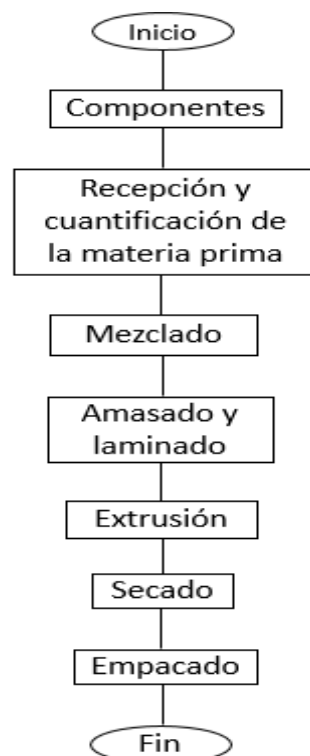 Inicio
Componentes
Recepción y
cuantificación de
la materia prima
Mezclado
Amasado y
laminado
Extrusión
Secado
Empacado
Fin